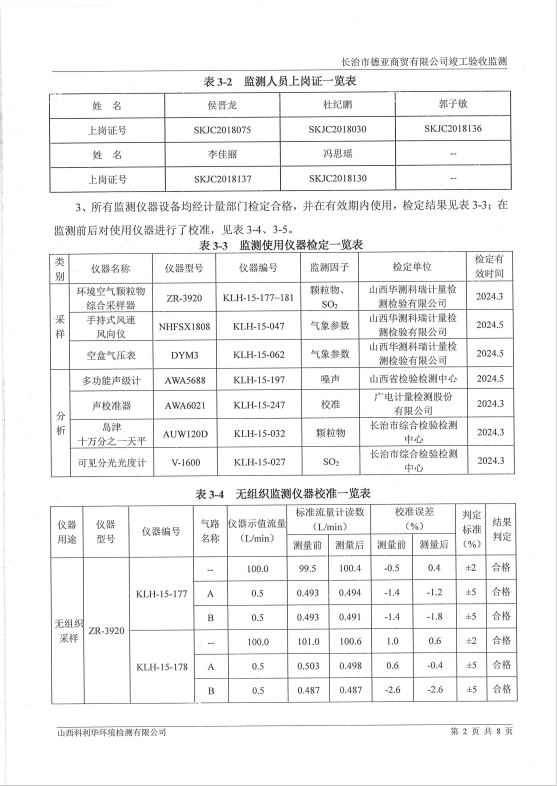 长治市德亚商贸有限公司竣工验收监测
表 3-2 监测人员上岗证一览表
姓 名 侯晋龙 杜纪鹏 郭子敏
上岗证号 SKJC2018075 SKJC2018030 SKJC2018136
姓 名 李佳丽 冯思瑶 --
上岗证号 SKJC2018137 SKJC2018130 --
3、所有监测仪器设备均经计量部门检定合格，并在有效期内使用，检定结果见表 3-3；在
监测前后对使用仪器进行了校准，见表 3-4、3-5。
表 3-3 监测使用仪器检定一览表
类别 仪器名称 仪器型号 仪器编号 监测因子 检定单位 检定有效时间
采样 环境空气颗粒物综合采样器 ZR-3920 KLH-15-177~181 颗粒物、SO₂ 山西华测科瑞计量检测检验有限公司 2024.3
手持式风速风向仪 NHFSX1808 KLH-15-047 气象参数 山西华测科瑞计量检测检验有限公司 2024.5
空盒气压表 DYM3 KLH-15-062 气象参数 山西华测科瑞计量检测检验有限公司 2024.5
分析 多功能声级计 AWA5688 KLH-15-197 噪声 山西省检验检测中心 2024.5
声校准器 AWA6021 KLH-15-247 校准 广电计量检测股份有限公司 2024.3
岛津十万分之一天平 AUW120D KLH-15-032 颗粒物 长治市综合检验检测中心 2024.3
可见分光光度计 V-1600 KLH-15-027 SO₂ 长治市综合检验检测中心 2024.3
表 3-4 无组织监测仪器校准一览表
仪器用途 仪器型号 仪器编号 气路名称 仪器示值流量（L/min） 标准流量计读数（L/min） 校准误差（%） 判定标准（%） 结果判定
测量前 测量后 测量前 测量后
无组织采样 ZR-3920 KLH-15-177 -- 100.0 99.5 100.4 -0.5 0.4 ±2 合格
A 0.5 0.493 0.494 -1.4 -1.2 ±5 合格
B 0.5 0.493 0.491 -1.4 -1.8 ±5 合格
KLH-15-178 -- 100.0 101.0 100.6 1.0 0.6 ±2 合格
A 0.5 0.503 0.498 0.6 -0.4 ±5 合格
B 0.5 0.487 0.487 -2.6 -2.6 ±5 合格
山西科利华环境检测有限公司 第 2 页 共 8 页